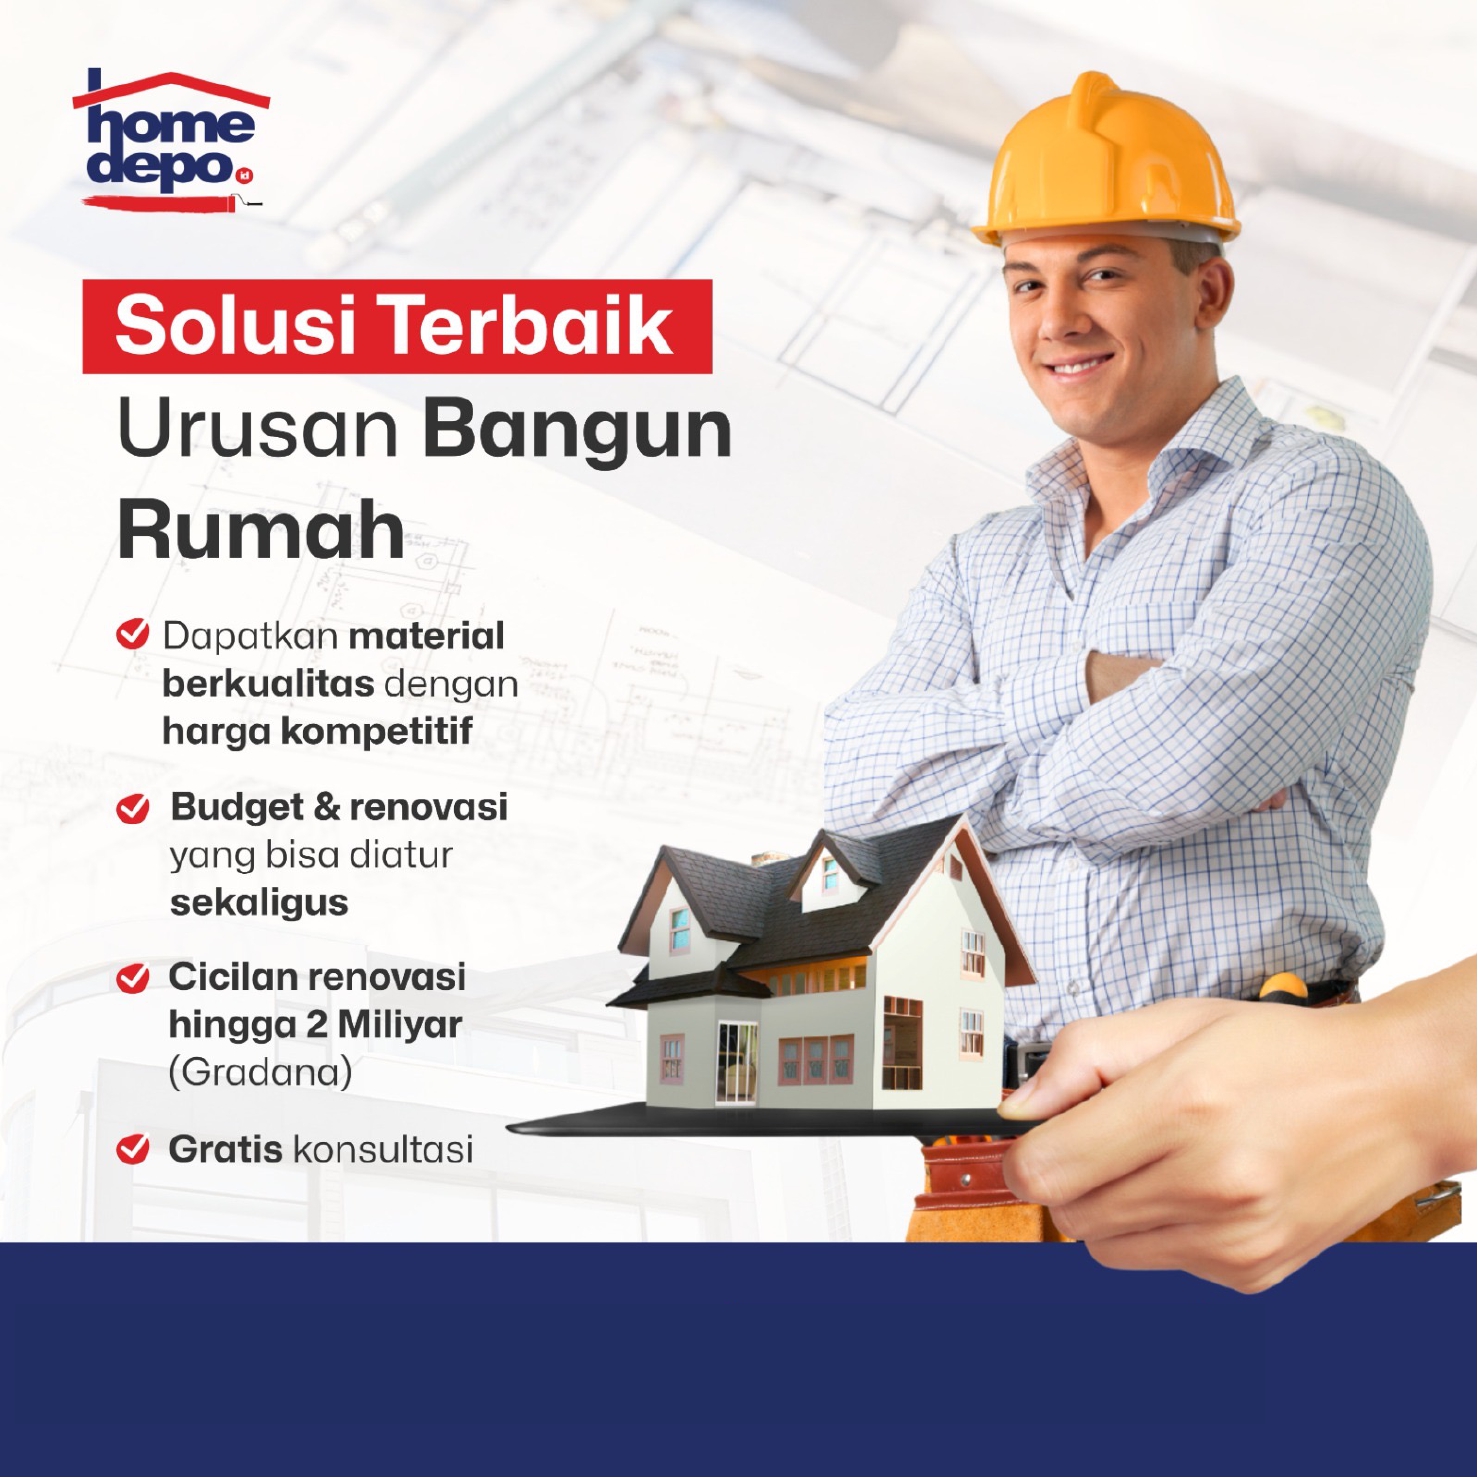 home
depo.id
Solusi Terbaik
Urusan Bangun
Rumah
Dapatkan material
berkualitas dengan
harga kompetitif
Budget & renovasi
yang bisa diatur
sekaligus
Cicilan renovasi
hingga 2 Miliyar
(Gradana)
Gratis konsultasi